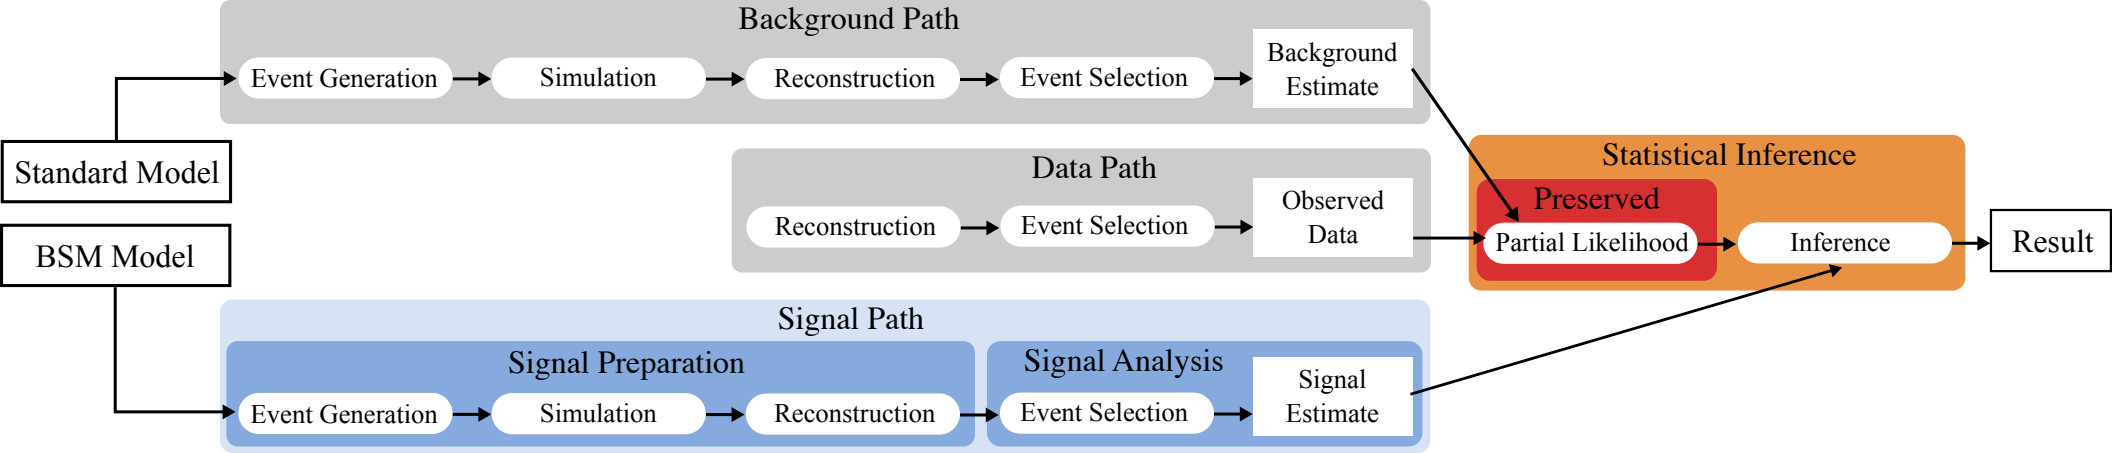 Background Path
Event Generation
Simulation
Reconstruction
Event Selection
Background
Estimate
Standard Model
Data Path
Reconstruction
Event Selection
Observed
Data
Statistical Inference
Preserved
Partial Likelihood
Inference
Result
BSM Model
Signal Path
Signal Preparation
Event Generation
Simulation
Reconstruction
Signal Analysis
Event Selection
Signal
Estimate